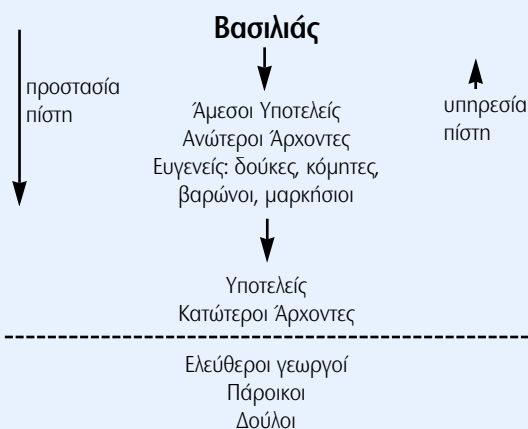 Βασιλιάς
προστασία
πίστη
Άμεσοι Υποτελείς
Ανώτεροι Άρχοντες
Ευγενείς: δούκες, κόμητες,
βαρώνοι, μαρκήσιοι
υπηρεσία
πίστη
Υποτελείς
Κατώτεροι Άρχοντες
Ελεύθεροι γεωργοί
Πάροικοι
Δούλοι